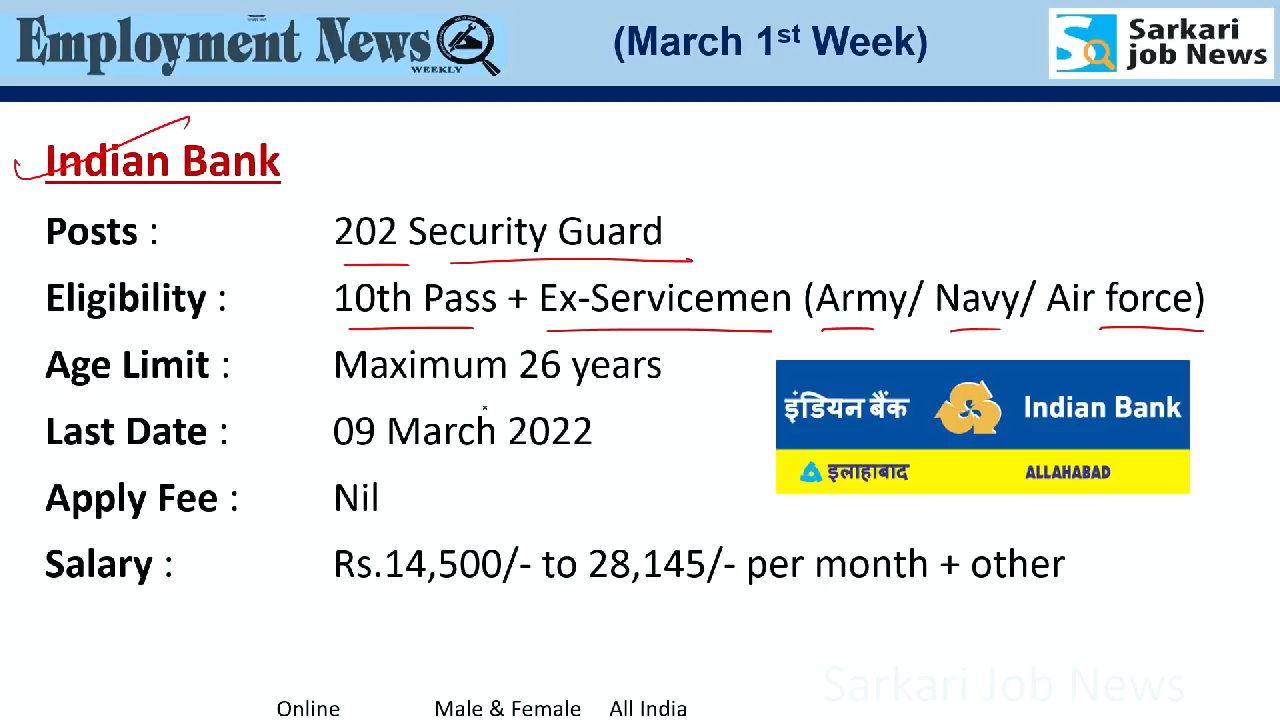 Employment News
WEEKLY
(March 1st Week)
Sarkari
job News
Indian Bank
Posts : 202 Security Guard
Eligibility : 10th Pass + Ex-Servicemen (Army/ Navy/ Air force)
Age Limit : Maximum 26 years
Last Date : 09 March 2022
Apply Fee : Nil
Salary : Rs.14,500/- to 28,145/- per month + other
इंडियन बैंक Indian Bank
इलाहाबाद ALLAHABAD
Sarkari Job News
Online Male & Female All India